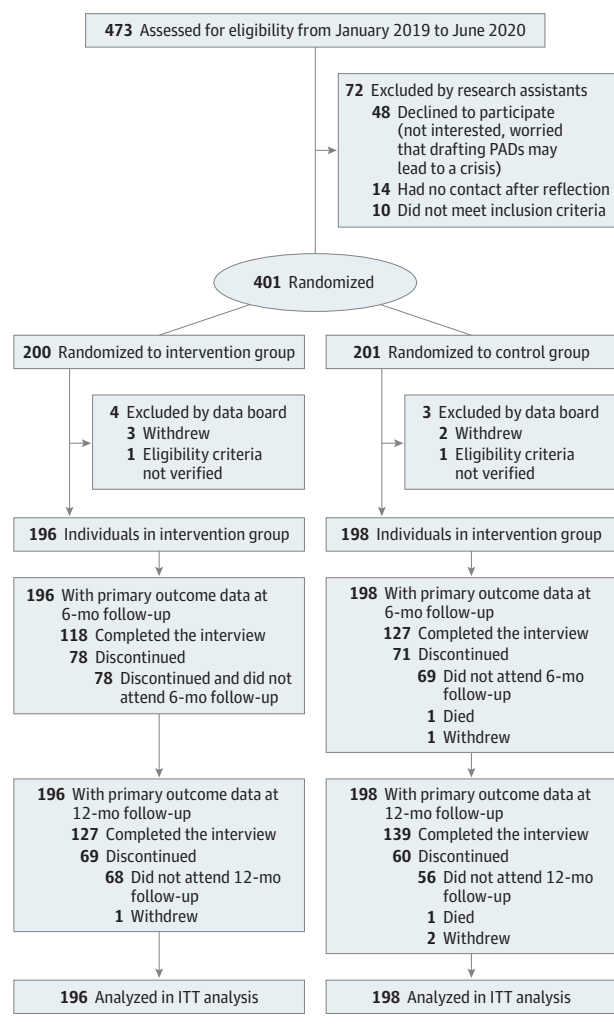 473 Assessed for eligibility from January 2019 to June 2020
72 Excluded by research assistants
48 Declined to participate
(not interested, worried
that drafting PADs may
lead to a crisis)
14 Had no contact after reflection
10 Did not meet inclusion criteria
401 Randomized
200 Randomized to intervention group
201 Randomized to control group
4 Excluded by data board
3 Withdrew
1 Eligibility criteria
not verified
3 Excluded by data board
2 Withdrew
1 Eligibility criteria
not verified
196 Individuals in intervention group
198 Individuals in intervention group
196 With primary outcome data at
6-mo follow-up
118 Completed the interview
78 Discontinued
78 Discontinued and did not
attend 6-mo follow-up
198 With primary outcome data at
6-mo follow-up
127 Completed the interview
71 Discontinued
69 Did not attend 6-mo
follow-up
1 Died
1 Withdrew
196 With primary outcome data at
12-mo follow-up
127 Completed the interview
69 Discontinued
68 Did not attend 12-mo
follow-up
1 Withdrew
198 With primary outcome data at
12-mo follow-up
139 Completed the interview
60 Discontinued
56 Did not attend 12-mo
follow-up
1 Died
2 Withdrew
196 Analyzed in ITT analysis
198 Analyzed in ITT analysis